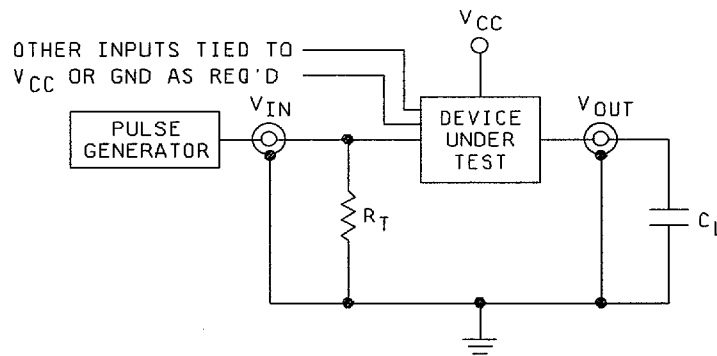 VCC
OTHER INPUTS TIED TO
VCC OR GND AS REQ'D
VIN
PULSE
GENERATOR
DEVICE
UNDER
TEST
VOUT
RT
CL